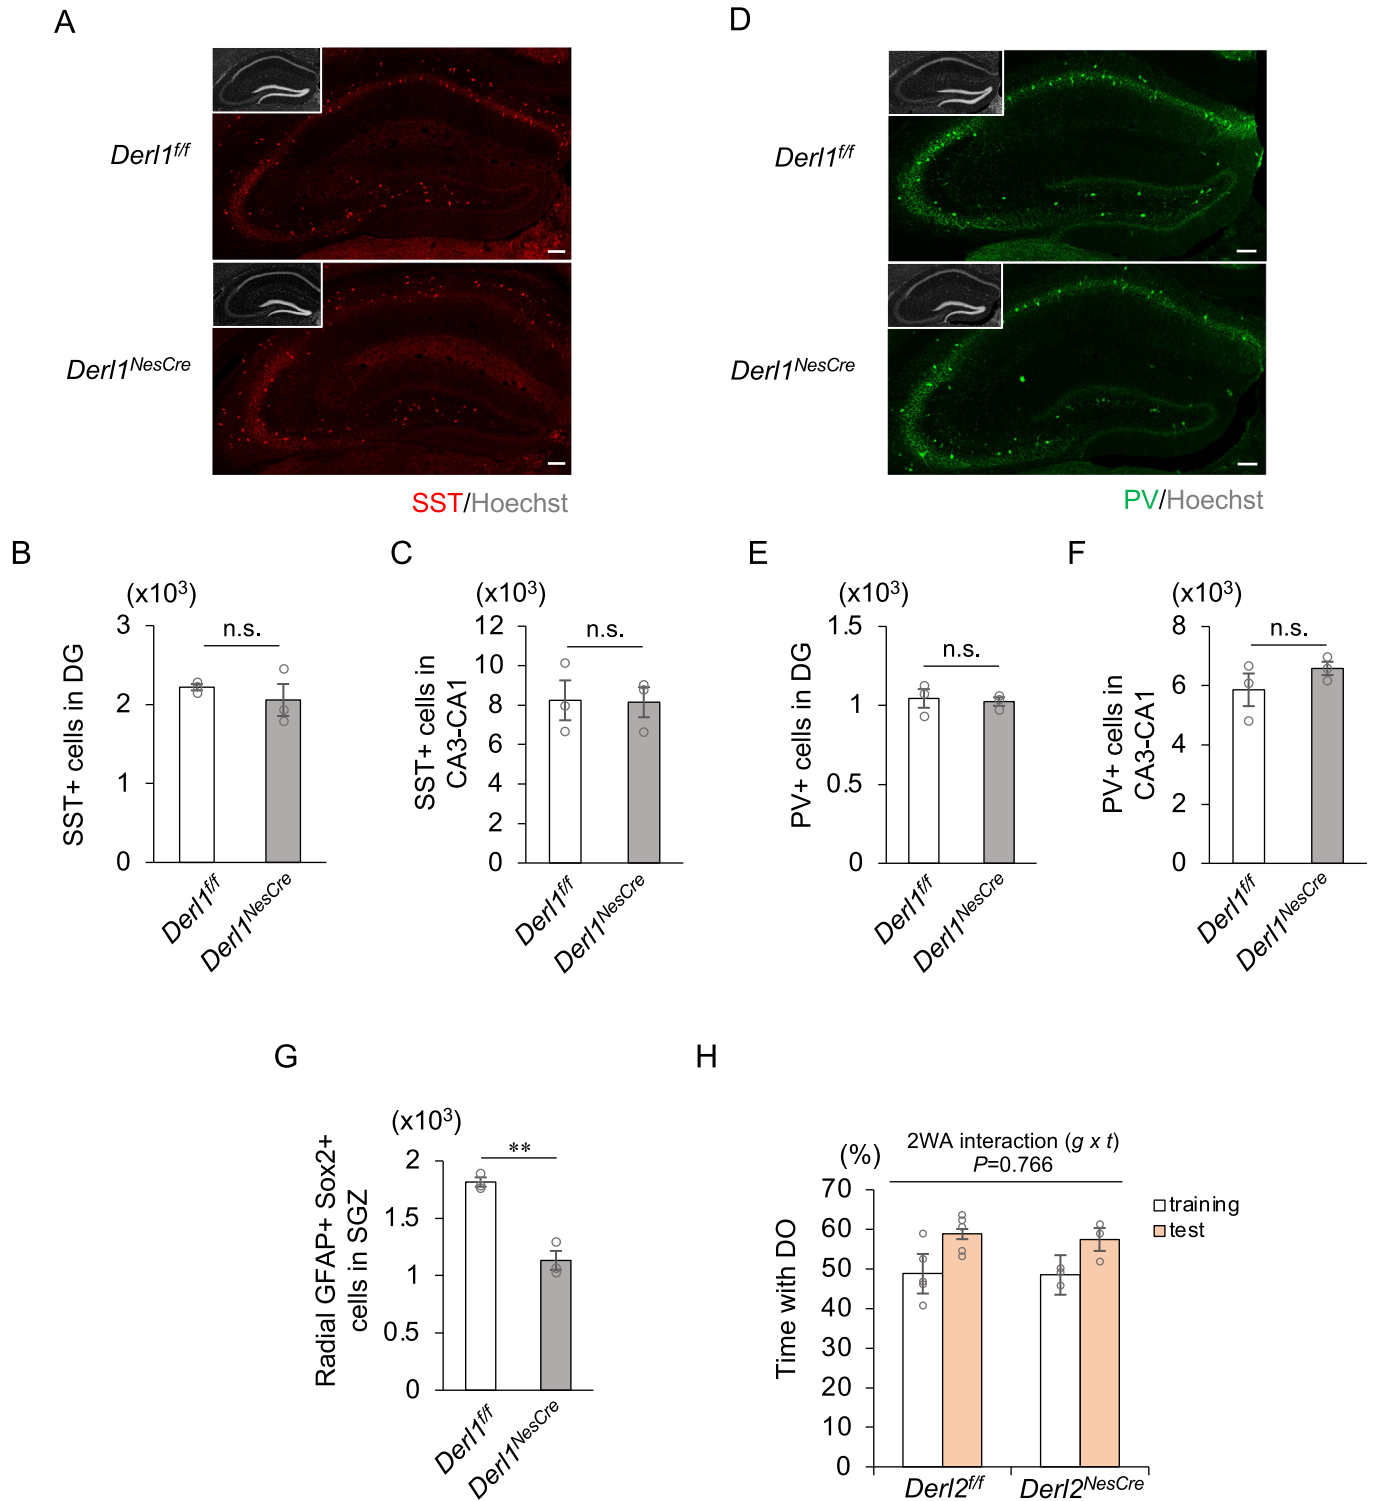 A
Derl1f/f
Derl1NesCre
SST/Hoechst
D
Derl1f/f
Derl1NesCre
PV/Hoechst
B
(x103)
SST+ cells in DG
3
2
1
0
n.s.
Derl1f/f
Derl1NesCre
C
(x103)
SST+ cells in
CA3-CA1
12
10
8
6
4
2
0
n.s.
Derl1f/f
Derl1NesCre
E
(x103)
PV+ cells in DG
1.5
1
0.5
0
n.s.
Derl1f/f
Derl1NesCre
F
(x103)
PV+ cells in
CA3-CA1
8
6
4
2
0
n.s.
Derl1f/f
Derl1NesCre
G
(x103)
Radial GFAP+ Sox2+
cells in SGZ
2
1.5
1
0.5
0
**
Derl1f/f
Derl1NesCre
H
(%)
2WA interaction (g x t)
P=0.766
Time with DO
70
60
50
40
30
20
10
0
training
test
Derl2f/f
Derl2NesCre